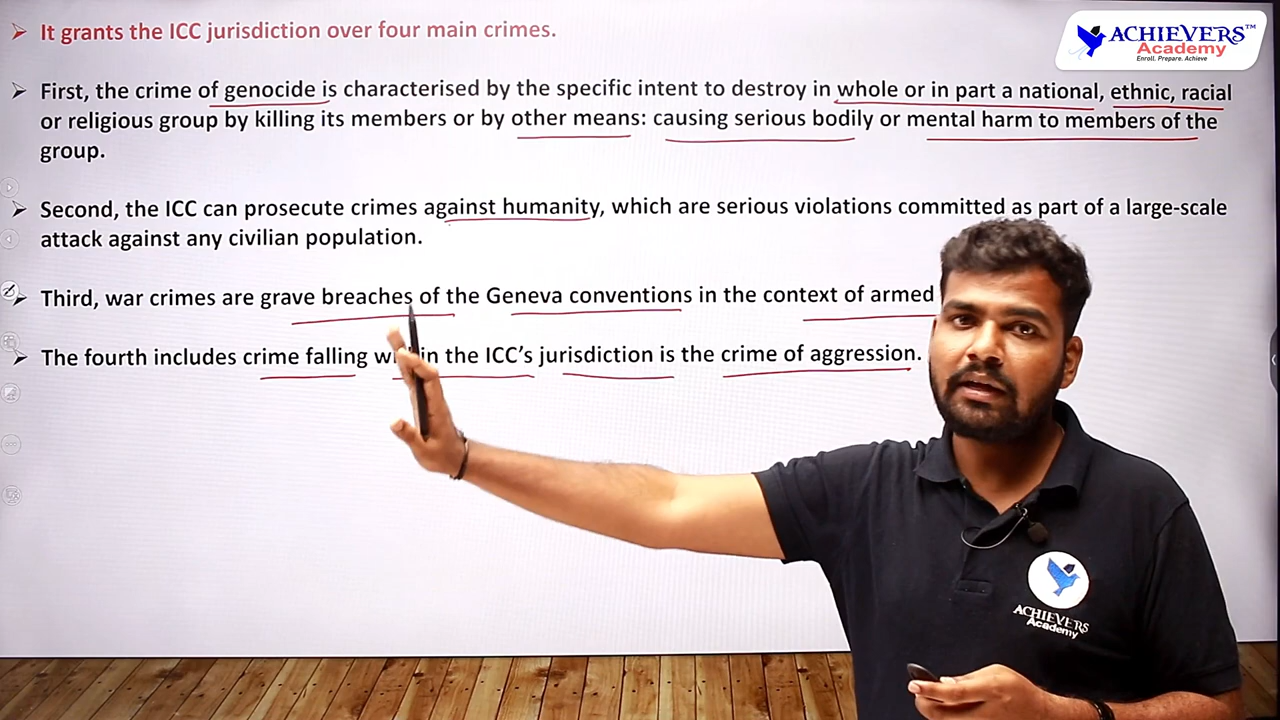 It grants the ICC jurisdiction over four main crimes.
ACHIEVERS™
Academy
Enroll. Prepare. Achieve
First, the crime of genocide is characterised by the specific intent to destroy in whole or in part a national, ethnic, racial
or religious group by killing its members or by other means: causing serious bodily or mental harm to members of the
group.
Second, the ICC can prosecute crimes against humanity, which are serious violations committed as part of a large-scale
attack against any civilian population.
Third, war crimes are grave breaches of the Geneva conventions in the context of armed
The fourth includes crime falling within the ICC's jurisdiction is the crime of aggression.
ACHIEVERS
Academy